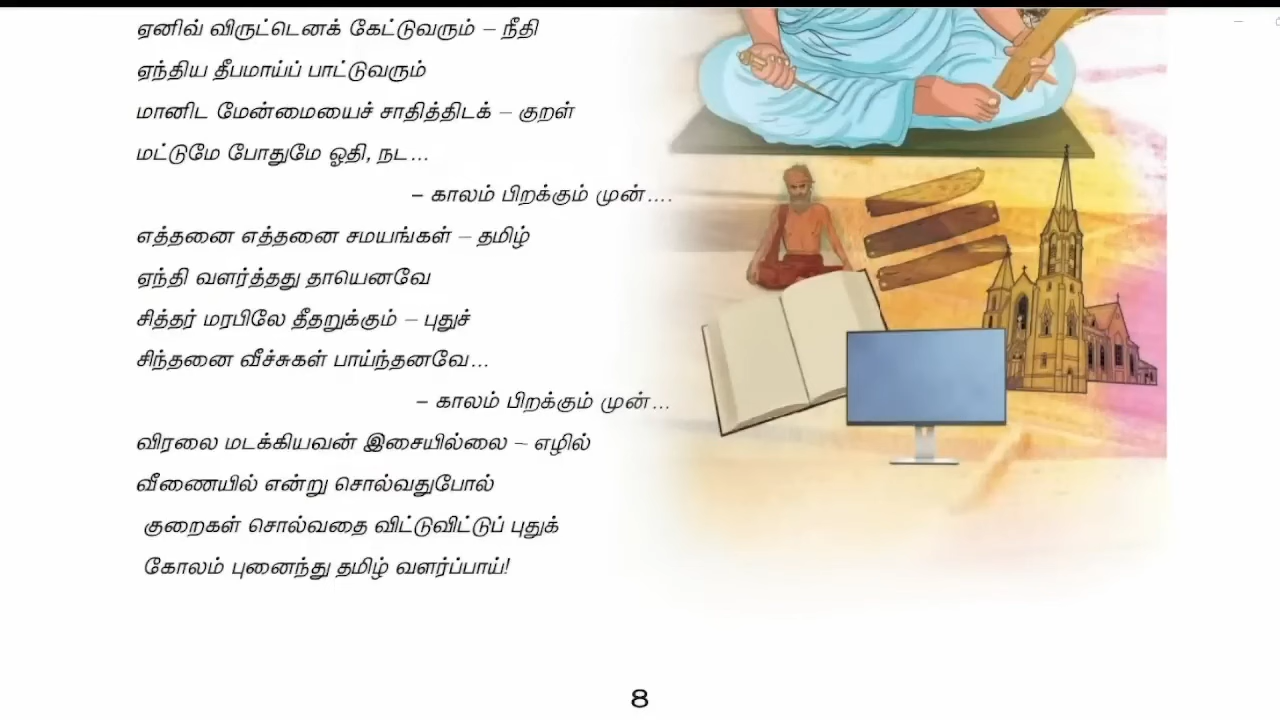 ஏனிவ் விருட்டெனக் கேட்டுவரும் – நீதி
ஏந்திய தீபமாய்ப் பாட்டுவரும்
மானிட மேன்மையைச் சாதித்திடக் – குறள்
மட்டுமே போதுமே ஓதி, நட...
– காலம் பிறக்கும் முன்....
எத்தனை எத்தனை சமயங்கள் – தமிழ்
ஏந்தி வளர்த்தது தாயெனவே
சித்தர் மரபிலே தீதறுக்கும் – புதுச்
சிந்தனை வீச்சுகள் பாய்ந்தனவே...
– காலம் பிறக்கும் முன்...
விரலை மடக்கியவன் இசையில்லை – எழில்
வீணையில் என்று சொல்வதுபோல்
குறைகள் சொல்வதை விட்டுவிட்டுப் புதுக்
கோலம் புனைந்து தமிழ் வளர்ப்பாய்!
8